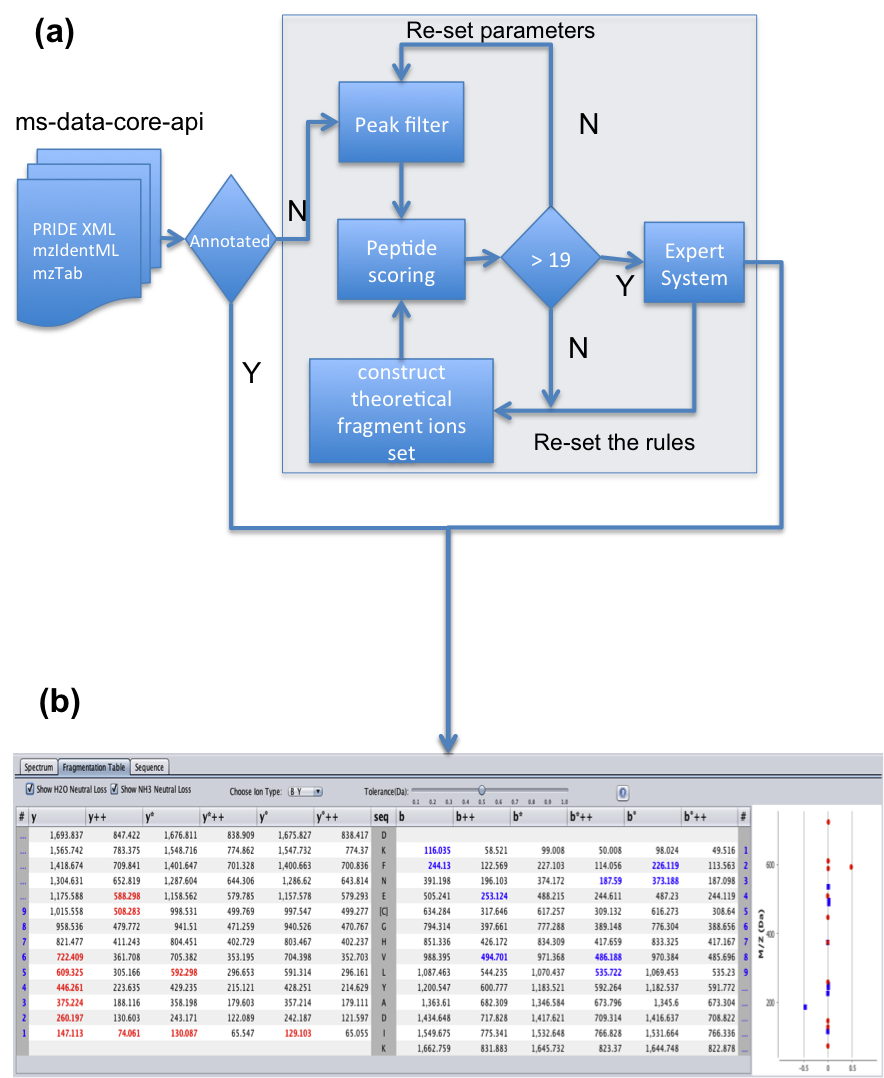 (a)
Re-set parameters
ms-data-core-api
Peak filter
N
PRIDE XML
mzIdentML
mzTab
Annotated
N
Peptide
scoring
> 19
Y
Expert
System
Y
N
construct
theoretical
fragment ions
set
Re-set the rules
(b)
Spectrum Fragmentation Table Sequence
Show H2O Neutral Loss Show NH3 Neutral Loss Choose Ion Type: B Y Tolerance(Da):
0.1 0.2 0.3 0.4 0.5 0.6 0.7 0.8 0.9 1.0
# y y++ y° y°++ y* y*++ seq b b++ b° b°++ b* b*++ #
... 1,693.837 847.422 1,676.811 838.909 1,675.827 838.417 D
... 1,565.742 783.375 1,548.716 774.862 1,547.732 774.37 K 116.035 58.521 99.008 50.008 98.024 49.516 1
... 1,418.674 709.841 1,401.647 701.328 1,400.663 700.836 F 244.13 122.569 227.103 114.056 226.119 113.563 2
... 1,304.631 652.819 1,287.604 644.306 1,286.62 643.814 N 391.198 196.103 374.172 187.59 373.188 187.098 3
... 1,175.588 588.298 1,158.562 579.785 1,157.578 579.293 E 505.241 253.124 488.215 244.611 487.23 244.119 4
9 1,015.558 508.283 998.531 499.769 997.547 499.277 [C] 634.284 317.646 617.257 309.132 616.273 308.64 5
8 958.536 479.772 941.51 471.259 940.526 470.767 G 794.314 397.661 777.288 389.148 776.304 388.656 6
7 821.477 411.243 804.451 402.729 803.467 402.237 H 851.336 426.172 834.309 417.659 833.325 417.167 7
6 722.409 361.708 705.382 353.195 704.398 352.703 V 988.395 494.701 971.368 486.188 970.384 485.696 8
5 609.325 305.166 592.298 296.653 591.314 296.161 L 1,087.463 544.235 1,070.437 535.722 1,069.453 535.23 9
4 446.261 223.635 429.235 215.121 428.251 214.629 Y 1,200.547 600.777 1,183.521 592.264 1,182.537 591.772 ...
3 375.224 188.116 358.198 179.603 357.214 179.111 A 1,363.61 682.309 1,346.584 673.796 1,345.6 673.304 ...
2 260.197 130.603 243.171 122.089 242.187 121.597 D 1,434.648 717.828 1,417.621 709.314 1,416.637 708.822 ...
1 147.113 74.061 130.087 65.547 129.103 65.055 I 1,549.675 775.341 1,532.648 766.828 1,531.664 766.336 ...
K 1,662.759 831.883 1,645.732 823.37 1,644.748 822.878 ...
M/Z (Da)
600
400
200
-0.5 0 0.5